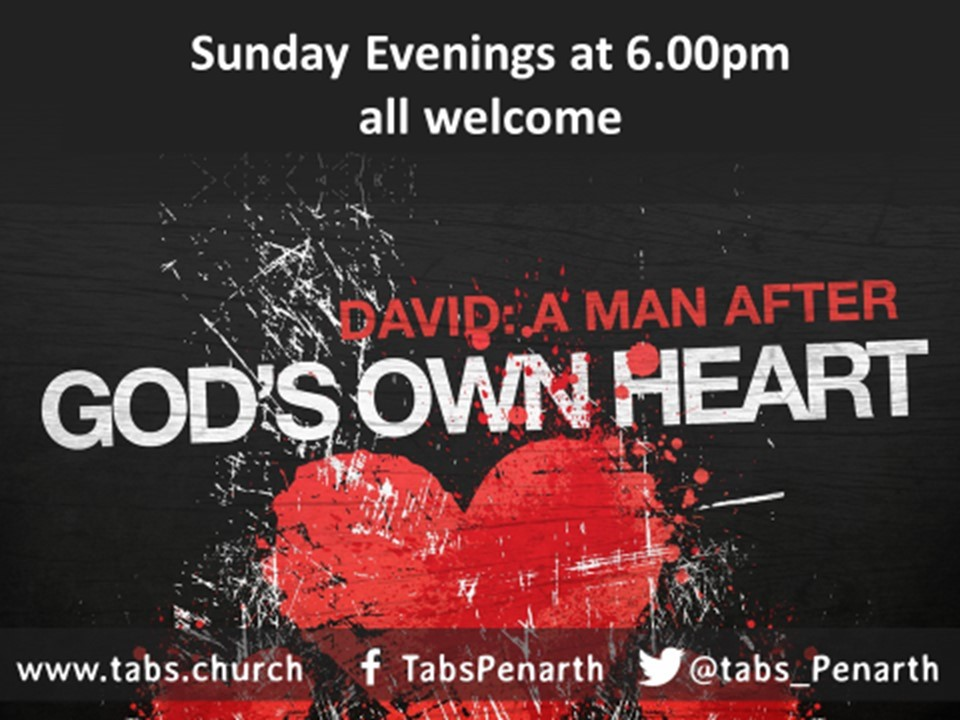 Sunday Evenings at 6.00pm
all welcome
DAVID: A MAN AFTER
GOD'S OWN HEART
www.tabs.church f TabsPenarth @tabs_Penarth